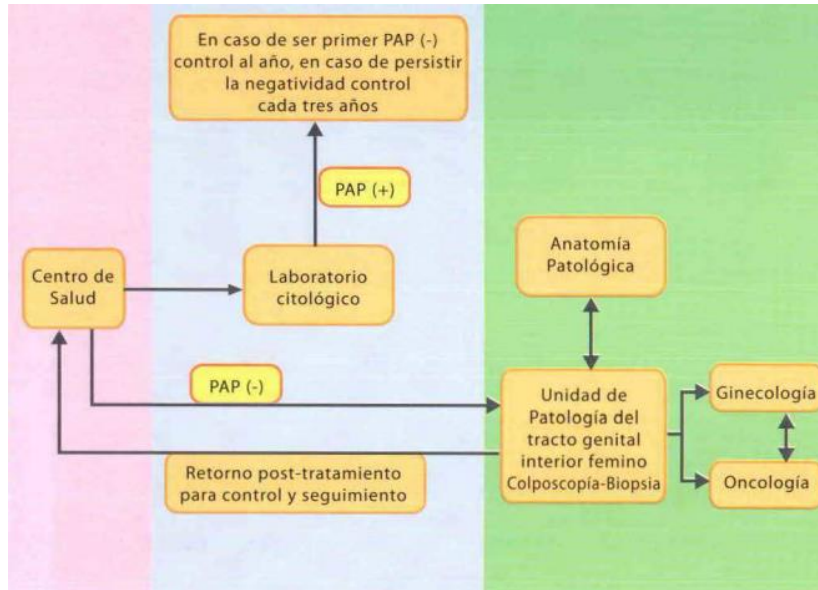 En caso de ser primer PAP (-)
control al año, en caso de persistir
la negatividad control
cada tres años
PAP (+)
Centro de
Salud
Laboratorio
citológico
Anatomía
Patológica
PAP (-)
Unidad de
Patología del
tracto genital
interior femino
Colposcopía-Biopsia
Ginecología
Oncología
Retorno post-tratamiento
para control y seguimiento